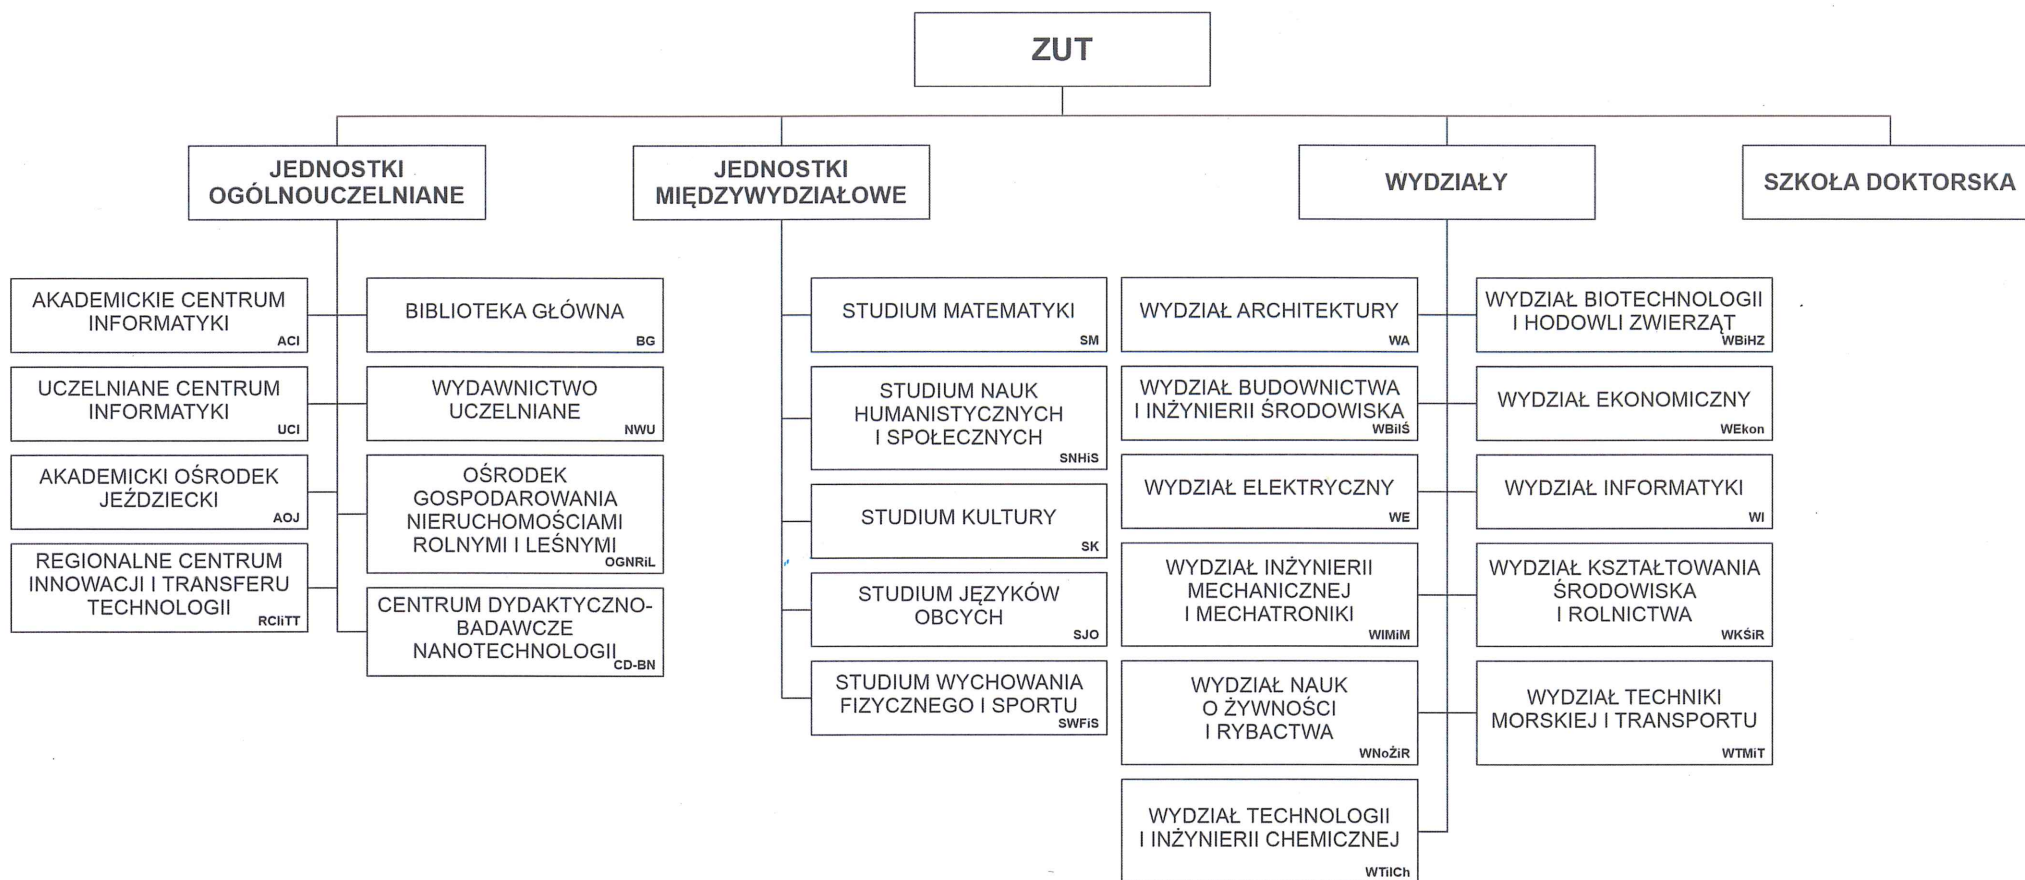 ZUT
JEDNOSTKI
OGÓLNOUCZELNIANE
JEDNOSTKI
MIĘDZYWYDZIAŁOWE
WYDZIAŁY
SZKOŁA DOKTORSKA
AKADEMICKIE CENTRUM
INFORMATYKI
ACI
BIBLIOTEKA GŁÓWNA
BG
UCZELNIANE CENTRUM
INFORMATYKI
UCI
WYDAWNICTWO
UCZELNIANE
NWU
AKADEMICKI OŚRODEK
JEŹDZIECKI
AOJ
OŚRODEK
GOSPODAROWANIA
NIERUCHOMOŚCIAMI
ROLNYMI I LEŚNYMI
OGNRiL
REGIONALNE CENTRUM
INNOWACJI I TRANSFERU
TECHNOLOGII
RCIiTT
CENTRUM DYDAKTYCZNO-
BADAWCZE
NANOTECHNOLOGII
CD-BN
STUDIUM MATEMATYKI
SM
STUDIUM NAUK
HUMANISTYCZNYCH
I SPOŁECZNYCH
SNHiS
STUDIUM KULTURY
SK
STUDIUM JĘZYKÓW
OBCYCH
SJO
STUDIUM WYCHOWANIA
FIZYCZNEGO I SPORTU
SWFiS
WYDZIAŁ ARCHITEKTURY
WA
WYDZIAŁ BIOTECHNOLOGII
I HODOWLI ZWIERZĄT
WBiHZ
WYDZIAŁ BUDOWNICTWA
I INŻYNIERII ŚRODOWISKA
WBiIŚ
WYDZIAŁ EKONOMICZNY
WEkon
WYDZIAŁ ELEKTRYCZNY
WE
WYDZIAŁ INFORMATYKI
WI
WYDZIAŁ INŻYNIERII
MECHANICZNEJ
I MECHATRONIKI
WIMiM
WYDZIAŁ KSZTAŁTOWANIA
ŚRODOWISKA
I ROLNICTWA
WKŚiR
WYDZIAŁ NAUK
O ŻYWNOŚCI
I RYBACTWA
WNoŻiR
WYDZIAŁ TECHNIKI
MORSKIEJ I TRANSPORTU
WTMiT
WYDZIAŁ TECHNOLOGII
I INŻYNIERII CHEMICZNEJ
WTiICh